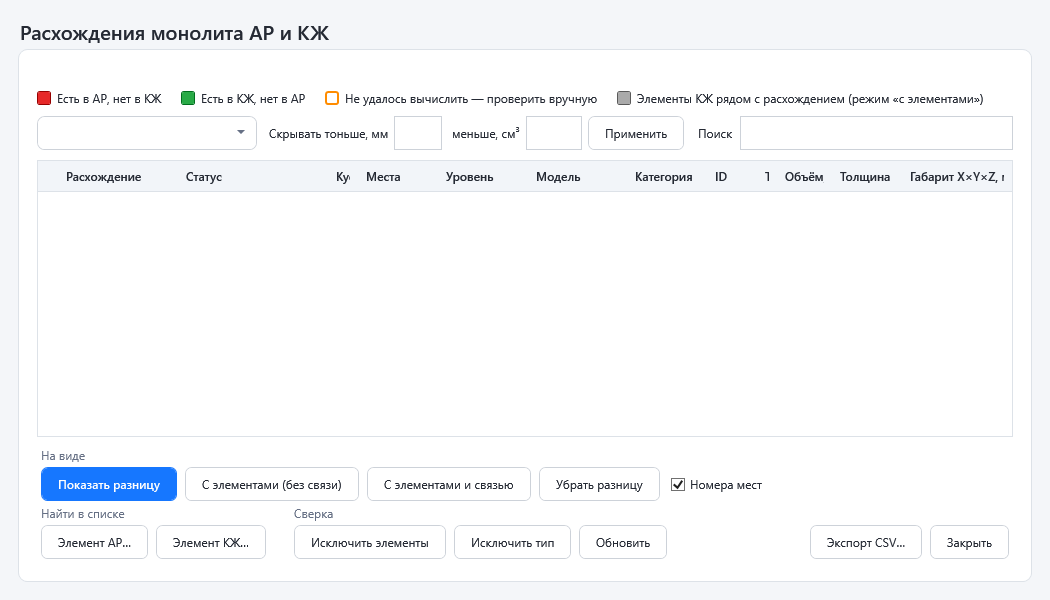 Расхождения монолита АР и КЖ
Есть в АР, нет в КЖ Есть в КЖ, нет в АР Не удалось вычислить — проверить вручную Элементы КЖ рядом с расхождением (режим «с элементами»)
Скрывать тоньше, мм меньше, см³ Применить Поиск
Расхождение Статус Ку Места Уровень Модель Категория ID Т Объём Толщина Габарит X×Y×Z,
На виде
Показать разницу С элементами (без связи) С элементами и связью Убрать разницу Номера мест
Найти в списке Сверка
Элемент АР... Элемент КЖ... Исключить элементы Исключить тип Обновить Экспорт CSV... Закрыть